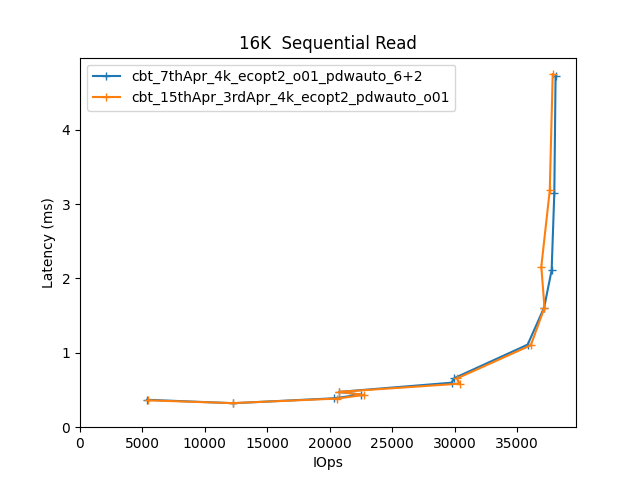 16K  Sequential Read
cbt_7thApr_4k_ecopt2_o01_pdwauto_6+2
cbt_15thApr_3rdApr_4k_ecopt2_pdwauto_o01
Latency (ms)
4
3
2
1
0
0 5000 10000 15000 20000 25000 30000 35000
IOps